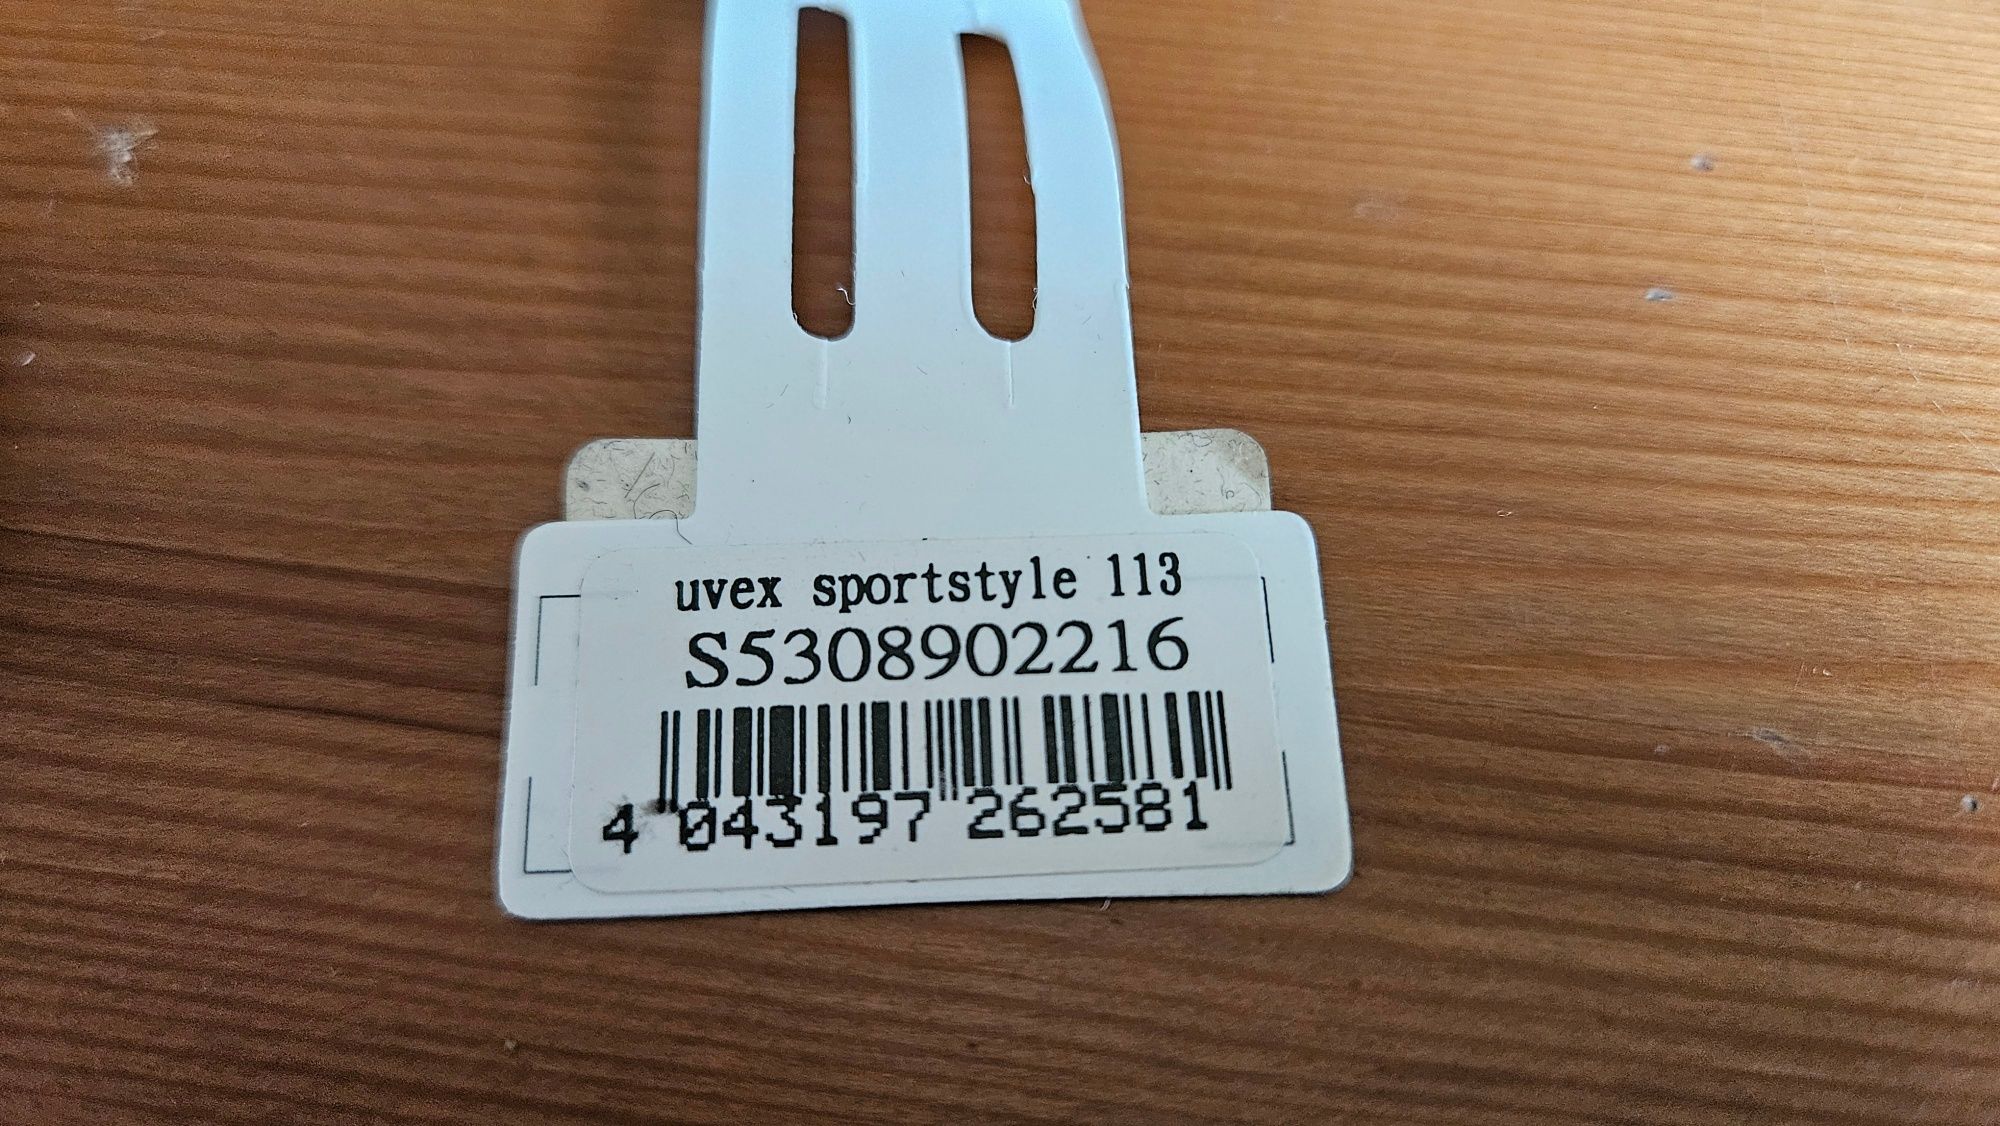 uvex sportstyle 113
S5308902216
4 043197 262581